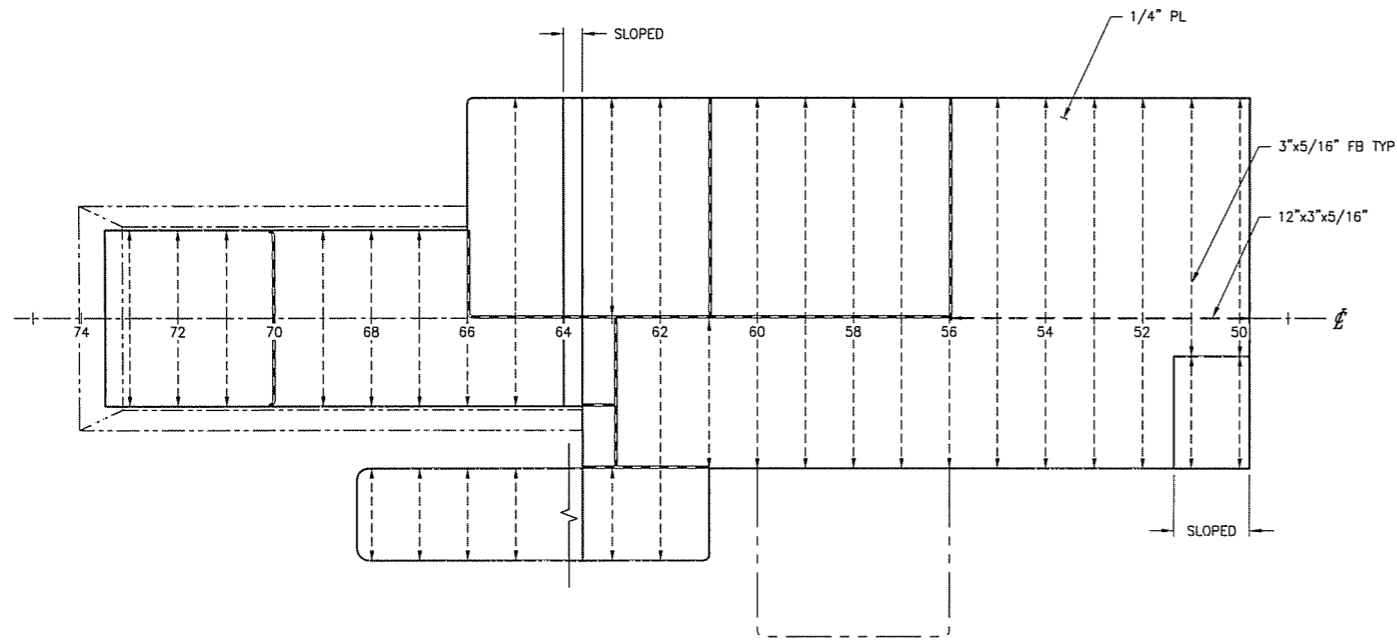 1/4" PL
SLOPED
3"x5/16" FB TYP
12"x3"x5/16"
74 72 70 68 66 64 62 60 58 56 54 52 50 ℄
SLOPED